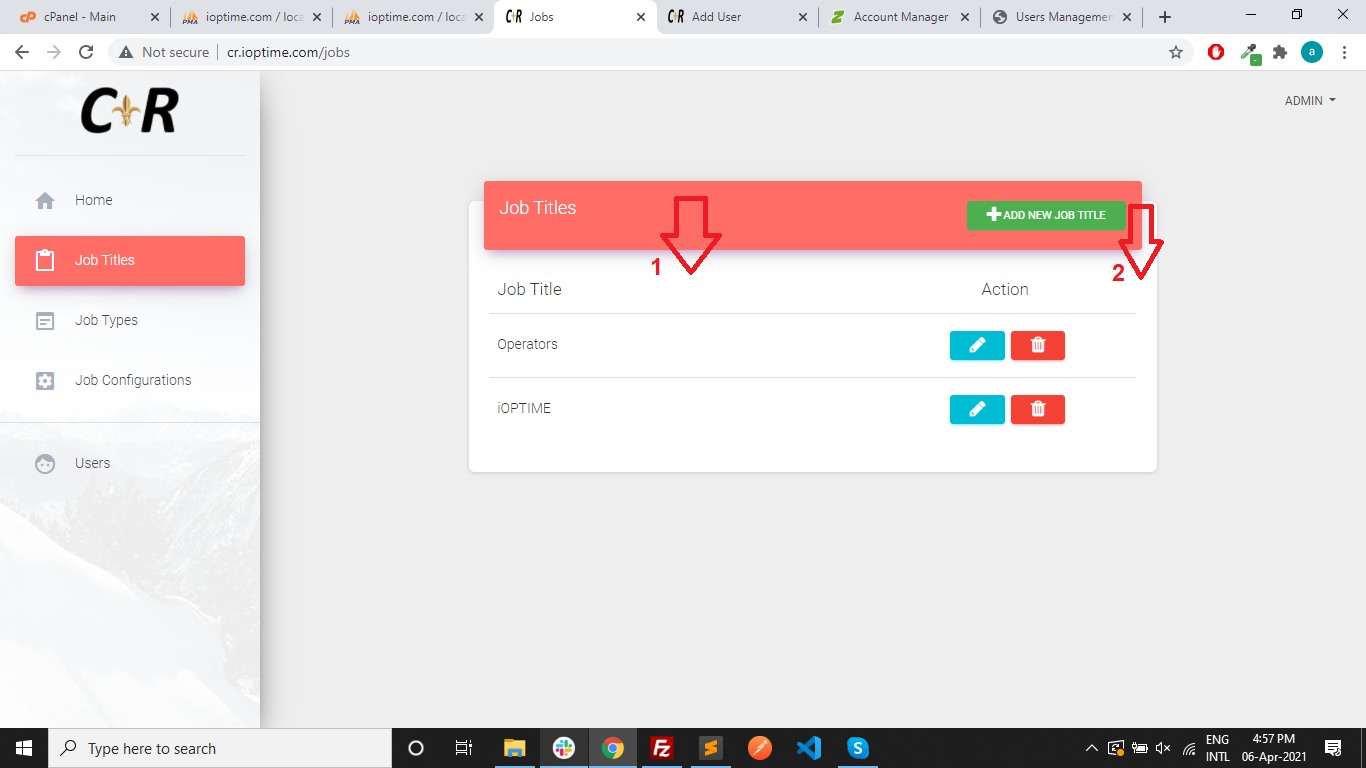 cPanel - Main
ioptime.com / loca
ioptime.com / loca
C R Jobs
C R Add User
Account Manager
Users Managemen
Not secure
cr.ioptime.com/jobs
a
C R
ADMIN
Home
Job Titles
Job Types
Job Configurations
Users
Job Titles
ADD NEW JOB TITLE
1
2
Job Title Action
Operators
iOPTIME
Type here to search
ENG
INTL
4:57 PM
06-Apr-2021